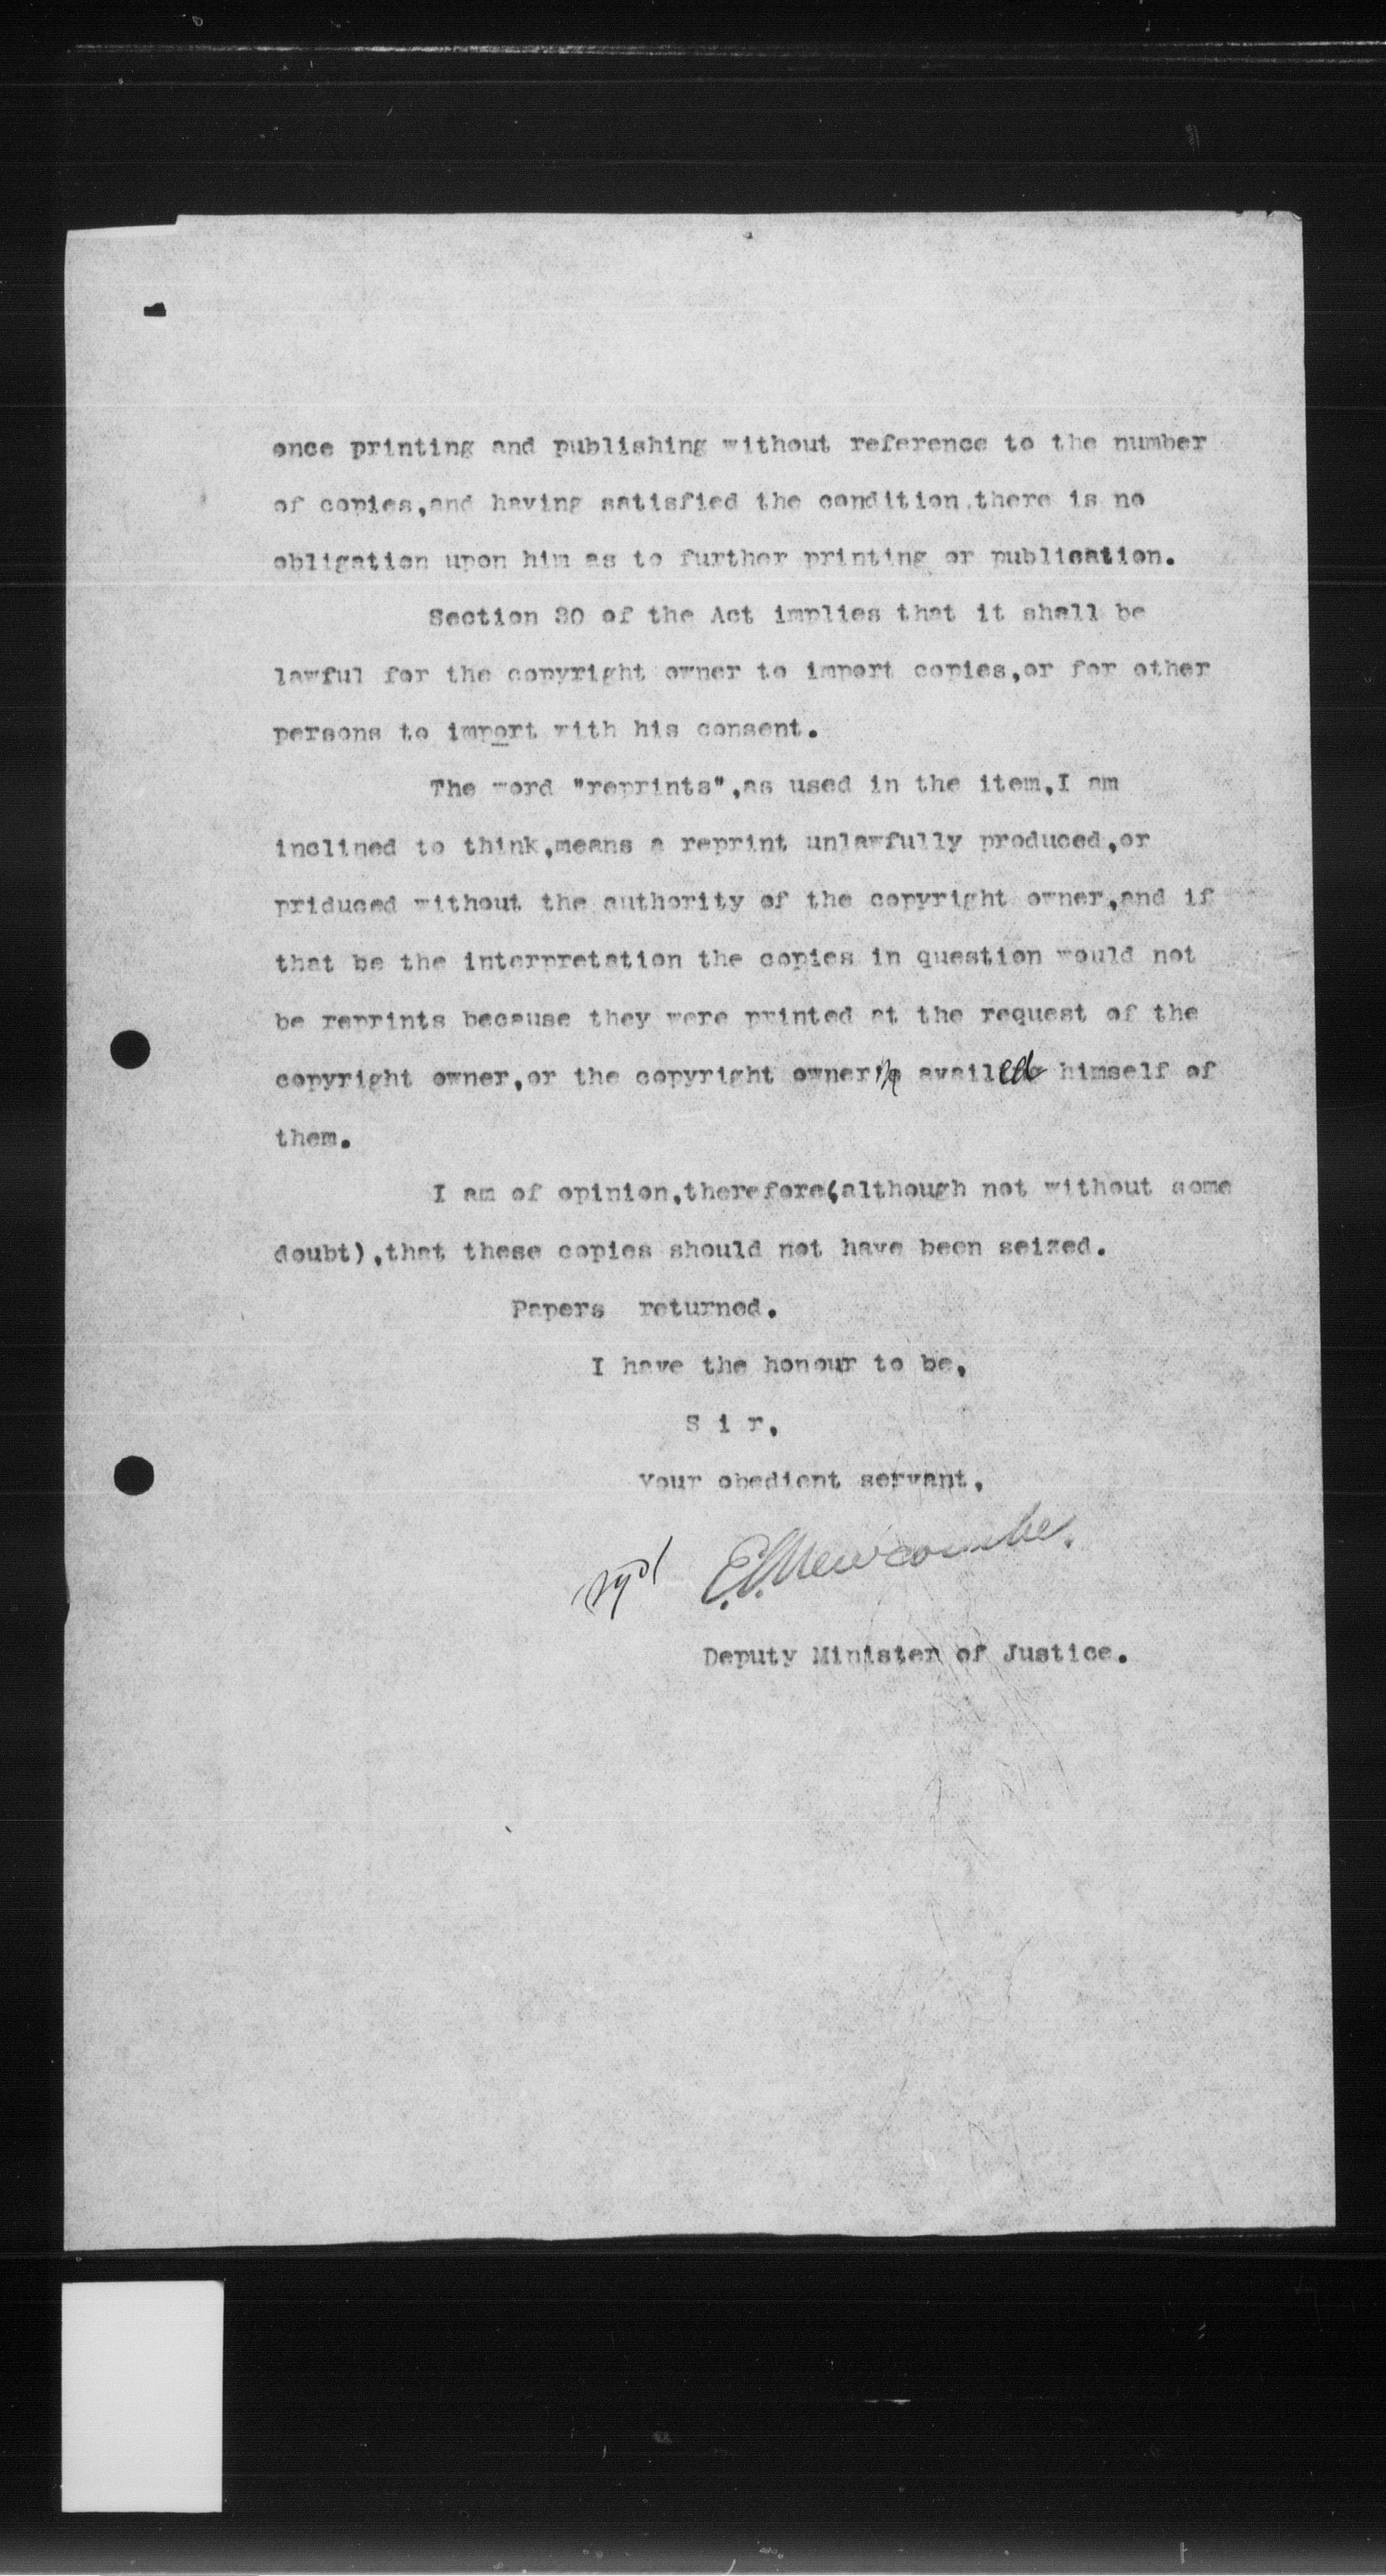 once printing and publishing without reference to the number
of copies,and having satisfied the condition,there is no
obligation upon him as to further printing or publication.
Section 30 of the Act implies that it shall be
lawful for the copyright owner to import copies,or for other
persons to import with his consent.
The word "reprints",as used in the item,I am
inclined to think,means a reprint unlawfully produced,or
priduced without the authority of the copyright owner,and if
that be the interpretation the copies in question would not
be reprints because they were printed at the request of the
copyright owner,or the copyright owner availed himself of
them.
I am of opinion,therefore(although not without some
doubt),that these copies should not have been seized.
Papers returned.
I have the honour to be,
S i r,
Your obedient servant,
E.L.Newcombe.
Deputy Minister of Justice.